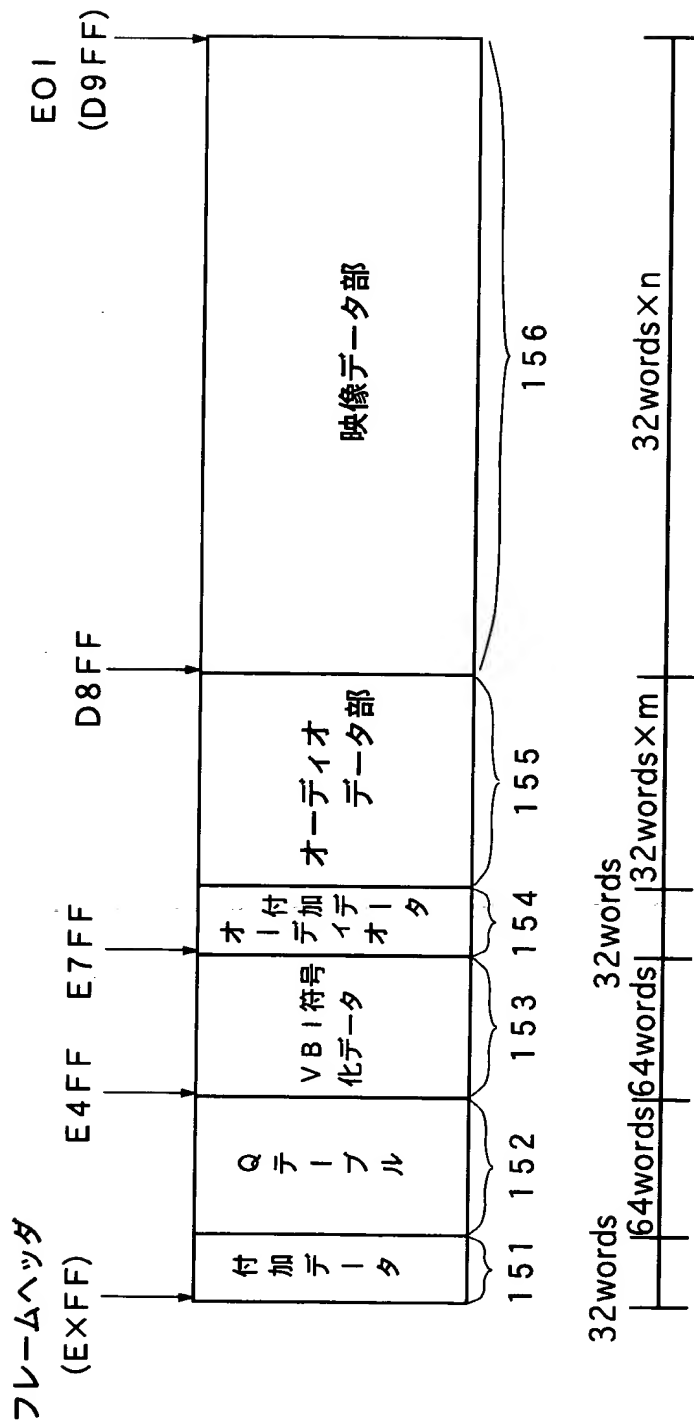 フレームヘッダ
(EXFF)
E4FF
E7FF
D8FF
EOI
(D9FF)
付加データ
Qテーブル
VBI符号
化データ
オーディオ
付加データ
オーディオ
データ部
映像データ部
151
152
153
154
155
156
32words
64words
64words
32words
32words×m
32words×n